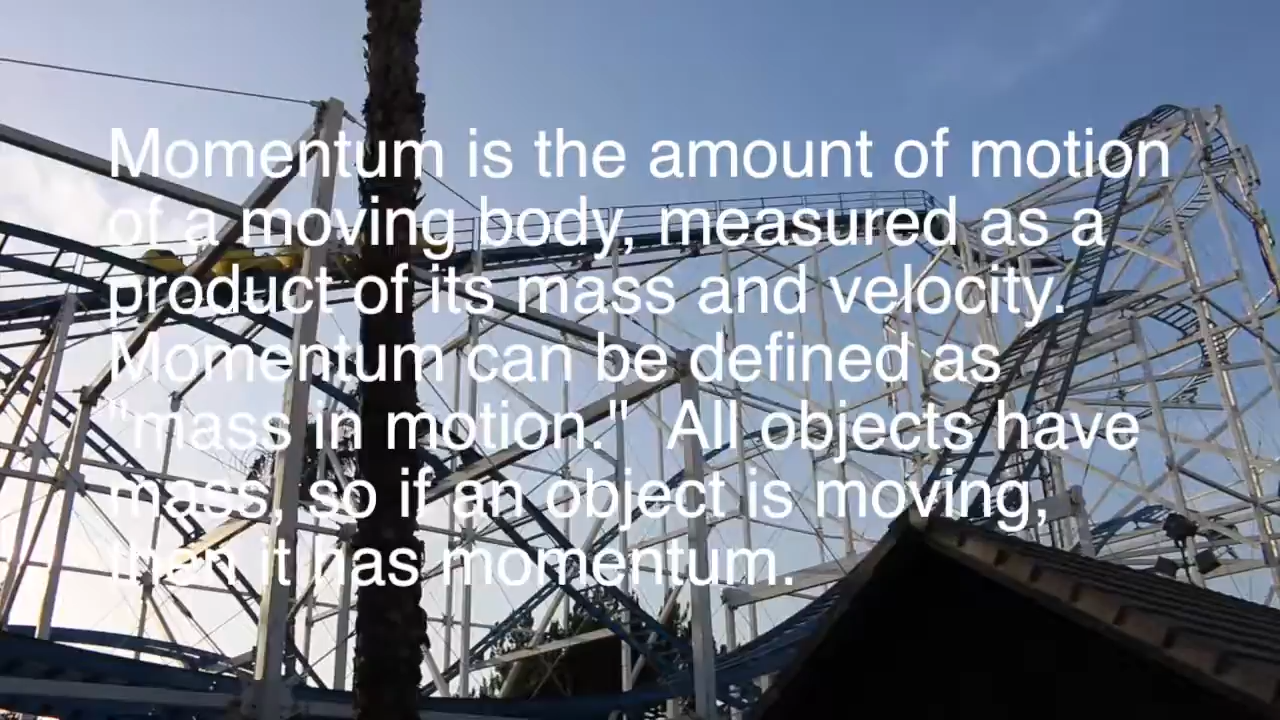 Momentum is the amount of motion
of a moving body, measured as a
product of its mass and velocity.
Momentum can be defined as
"mass in motion."  All objects have
mass, so if an object is moving,
then it has momentum.